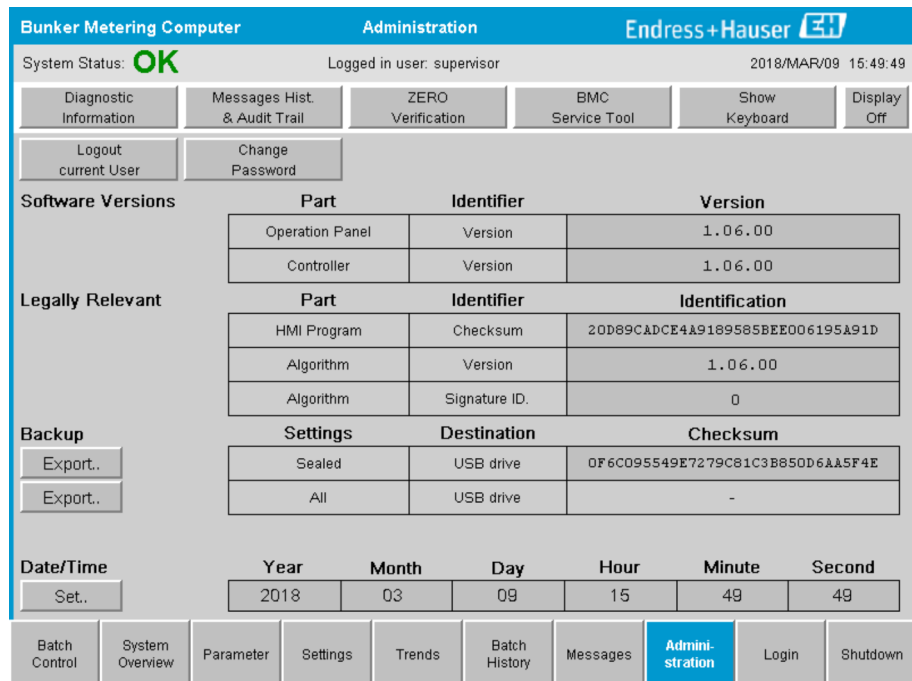 Bunker Metering Computer Administration Endress+Hauser EH
System Status: OK Logged in user: supervisor 2018/MAR/09 15:49:49
Diagnostic Information
Messages Hist. & Audit Trail
ZERO Verification
BMC Service Tool
Show Keyboard
Display Off
Logout current User
Change Password
Software Versions Part Identifier Version
Operation Panel Version 1.06.00
Controller Version 1.06.00
Legally Relevant Part Identifier Identification
HMI Program Checksum 20D89CADCE4A9189585BEE006195A91D
Algorithm Version 1.06.00
Algorithm Signature ID. 0
Backup Settings Destination Checksum
Export.. Sealed USB drive 0F6C095549E7279C81C3B850D6AA5F4E
Export.. All USB drive -
Date/Time Year Month Day Hour Minute Second
Set.. 2018 03 09 15 49 49
Batch Control
System Overview
Parameter
Settings
Trends
Batch History
Messages
Admini-
stration
Login
Shutdown